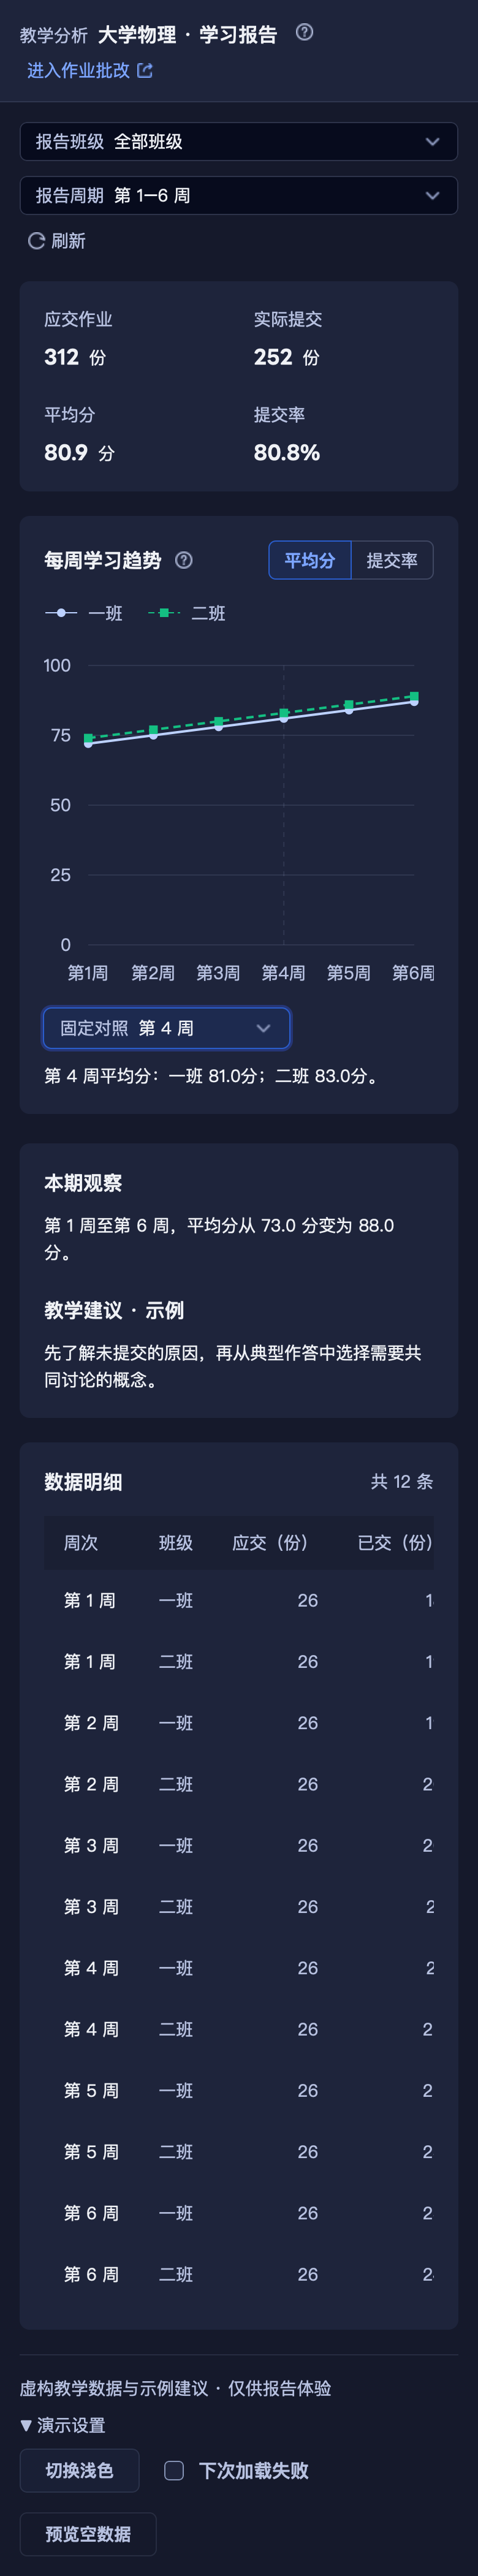 教学分析 大学物理 · 学习报告
进入作业批改
报告班级 全部班级
报告周期 第 1–6 周
刷新
应交作业 实际提交
312 份 252 份
平均分 提交率
80.9 分 80.8%
每周学习趋势 平均分 提交率
一班 二班
100
75
50
25
0
第1周 第2周 第3周 第4周 第5周 第6周
固定对照 第 4 周
第 4 周平均分：一班 81.0分；二班 83.0分。
本期观察
第 1 周至第 6 周，平均分从 73.0 分变为 88.0
分。
教学建议 · 示例
先了解未提交的原因，再从典型作答中选择需要共
同讨论的概念。
数据明细 共 12 条
周次 班级 应交（份） 已交（份）
第 1 周 一班 26
第 1 周 二班 26
第 2 周 一班 26
第 2 周 二班 26
第 3 周 一班 26
第 3 周 二班 26
第 4 周 一班 26
第 4 周 二班 26
第 5 周 一班 26
第 5 周 二班 26
第 6 周 一班 26
第 6 周 二班 26
虚构教学数据与示例建议 · 仅供报告体验
▼ 演示设置
切换浅色 下次加载失败
预览空数据